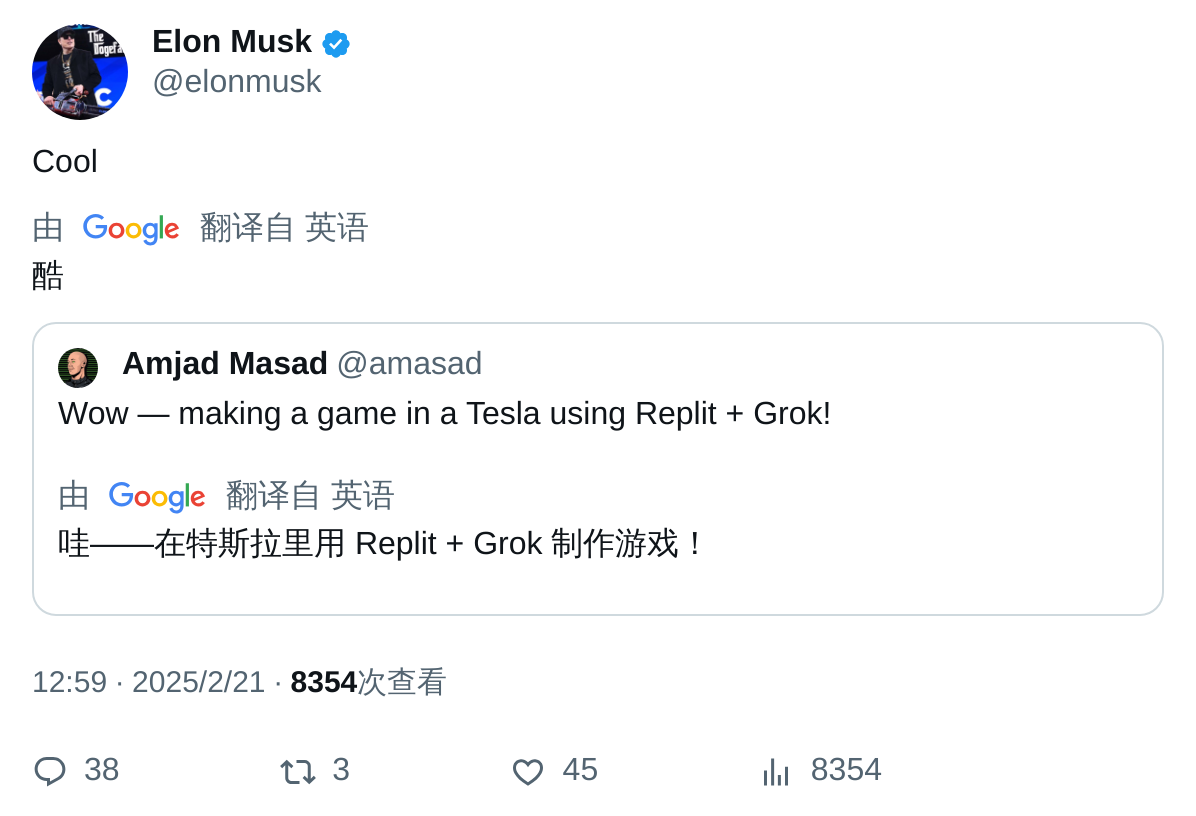 The
Dogefa
C
Elon Musk
@elonmusk
Cool
由 Google 翻译自 英语
酷
Amjad Masad @amasad
Wow — making a game in a Tesla using Replit + Grok!
由 Google 翻译自 英语
哇——在特斯拉里用 Replit + Grok 制作游戏！
12:59 · 2025/2/21 · 8354次查看
38 3 45 8354